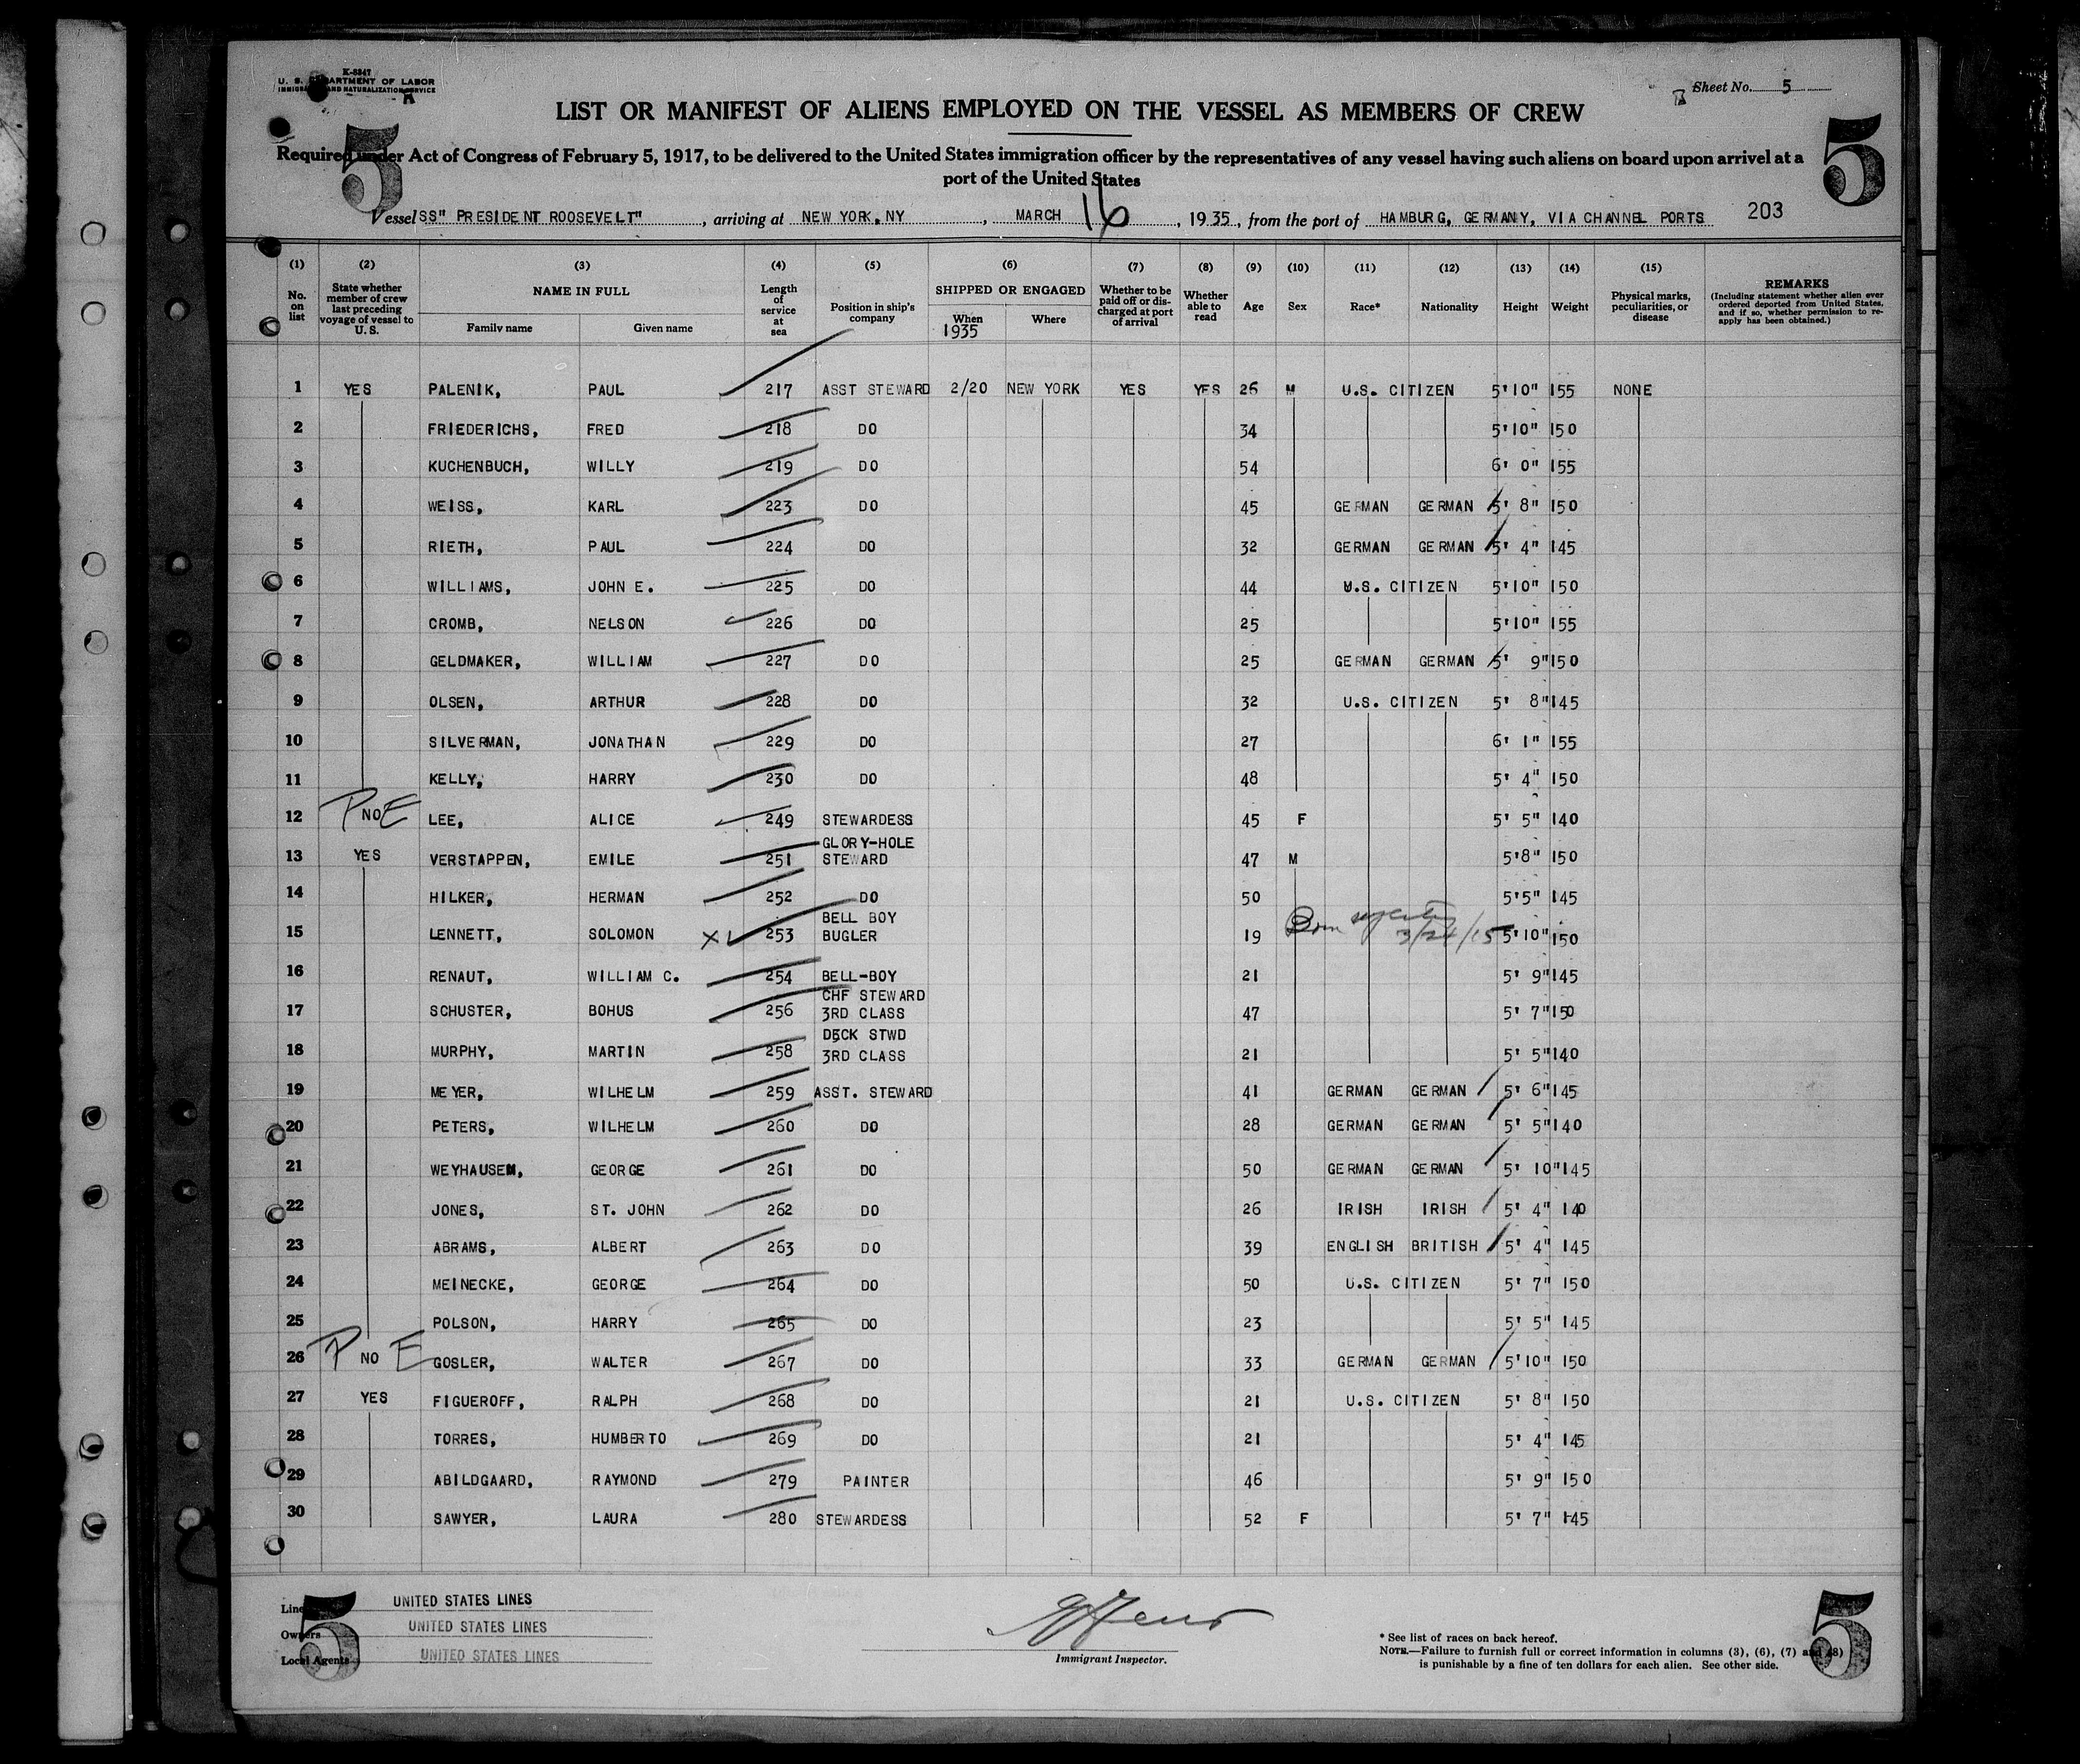 K-5847
U. S. DEPARTMENT OF LABOR
IMMIGRATION AND NATURALIZATION SERVICE
Sheet No. 5
LIST OR MANIFEST OF ALIENS EMPLOYED ON THE VESSEL AS MEMBERS OF CREW
5 5
Required under Act of Congress of February 5, 1917, to be delivered to the United States immigration officer by the representatives of any vessel having such aliens on board upon arrival at a
port of the United States
Vessel SS" PRESIDENT ROOSEVELT", arriving at NEW YORK, NY, MARCH 16, 1935, from the port of HAMBURG, GERMANY, VIA CHANNEL PORTS 203
(1) No. on list (2) State whether member of crew last preceding voyage of vessel to U. S. (3) NAME IN FULL Family name Given name (4) Length of service at sea (5) Position in ship's company (6) SHIPPED OR ENGAGED When 1935 Where (7) Whether to be paid off or discharged at port of arrival (8) Whether able to read (9) Age (10) Sex (11) Race* (12) Nationality (13) Height (14) Weight (15) Physical marks, peculiarities, or disease REMARKS (Including statement whether alien ever ordered deported from United States, and if so, whether permission to reapply has been obtained.)
1 YES PALENIK, PAUL 217 ASST STEWARD 2/20 NEW YORK YES YES 26 M U.S. CITIZEN 5'10" 155 NONE
2 FRIEDERICHS, FRED 218 DO 34 5'10" 150
3 KUCHENBUCH, WILLY 219 DO 54 6' 0" 155
4 WEISS, KARL 223 DO 45 GERMAN GERMAN 5' 8" 150
5 RIETH, PAUL 224 DO 32 GERMAN GERMAN 5' 4" 145
6 WILLIAMS, JOHN E. 225 DO 44 U.S. CITIZEN 5'10" 150
7 CROMB, NELSON 226 DO 25 5'10" 155
8 GELDMAKER, WILLIAM 227 DO 25 GERMAN GERMAN 5' 9" 150
9 OLSEN, ARTHUR 228 DO 32 U.S. CITIZEN 5' 8" 145
10 SILVERMAN, JONATHAN 229 DO 27 6' 1" 155
11 KELLY, HARRY 230 DO 48 5' 4" 150
12 P NO E LEE, ALICE 249 STEWARDESS 45 F 5' 5" 140
13 YES VERSTAPPEN, EMILE 251 GLORY-HOLE STEWARD 47 M 5'8" 150
14 HILKER, HERMAN 252 DO 50 5'5" 145
15 LENNETT, SOLOMON X 253 BELL BOY BUGLER 19 Born 3/24/15 5'10" 150
16 RENAUT, WILLIAM C. 254 BELL-BOY 21 5' 9" 145
17 SCHUSTER, BOHUS 256 CHF STEWARD 3RD CLASS 47 5' 7" 150
18 MURPHY, MARTIN 258 DECK STWD 3RD CLASS 21 5' 5" 140
19 MEYER, WILHELM 259 ASST. STEWARD 41 GERMAN GERMAN 5' 6" 145
20 PETERS, WILHELM 260 DO 28 GERMAN GERMAN 5' 5" 140
21 WEYHAUSEN, GEORGE 261 DO 50 GERMAN GERMAN 5' 10" 145
22 JONES, ST. JOHN 262 DO 26 IRISH IRISH 5' 4" 140
23 ABRAMS, ALBERT 263 DO 39 ENGLISH BRITISH 5' 4" 145
24 MEINECKE, GEORGE 264 DO 50 U.S. CITIZEN 5' 7" 150
25 POLSON, HARRY 265 DO 23 5' 5" 145
26 P NO E GOSLER, WALTER 267 DO 33 GERMAN GERMAN 5'10" 150
27 YES FIGUEROFF, RALPH 268 DO 21 U.S. CITIZEN 5' 8" 150
28 TORRES, HUMBERTO 269 DO 21 5' 4" 145
29 ABILDGAARD, RAYMOND 279 PAINTER 46 5' 9" 150
30 SAWYER, LAURA 280 STEWARDESS 52 F 5' 7" 145
Line UNITED STATES LINES
Owners UNITED STATES LINES
Local Agents UNITED STATES LINES
5 5
Immigrant Inspector.
* See list of races on back hereof.
NOTE.—Failure to furnish full or correct information in columns (3), (6), (7) and (8)
is punishable by a fine of ten dollars for each alien. See other side.